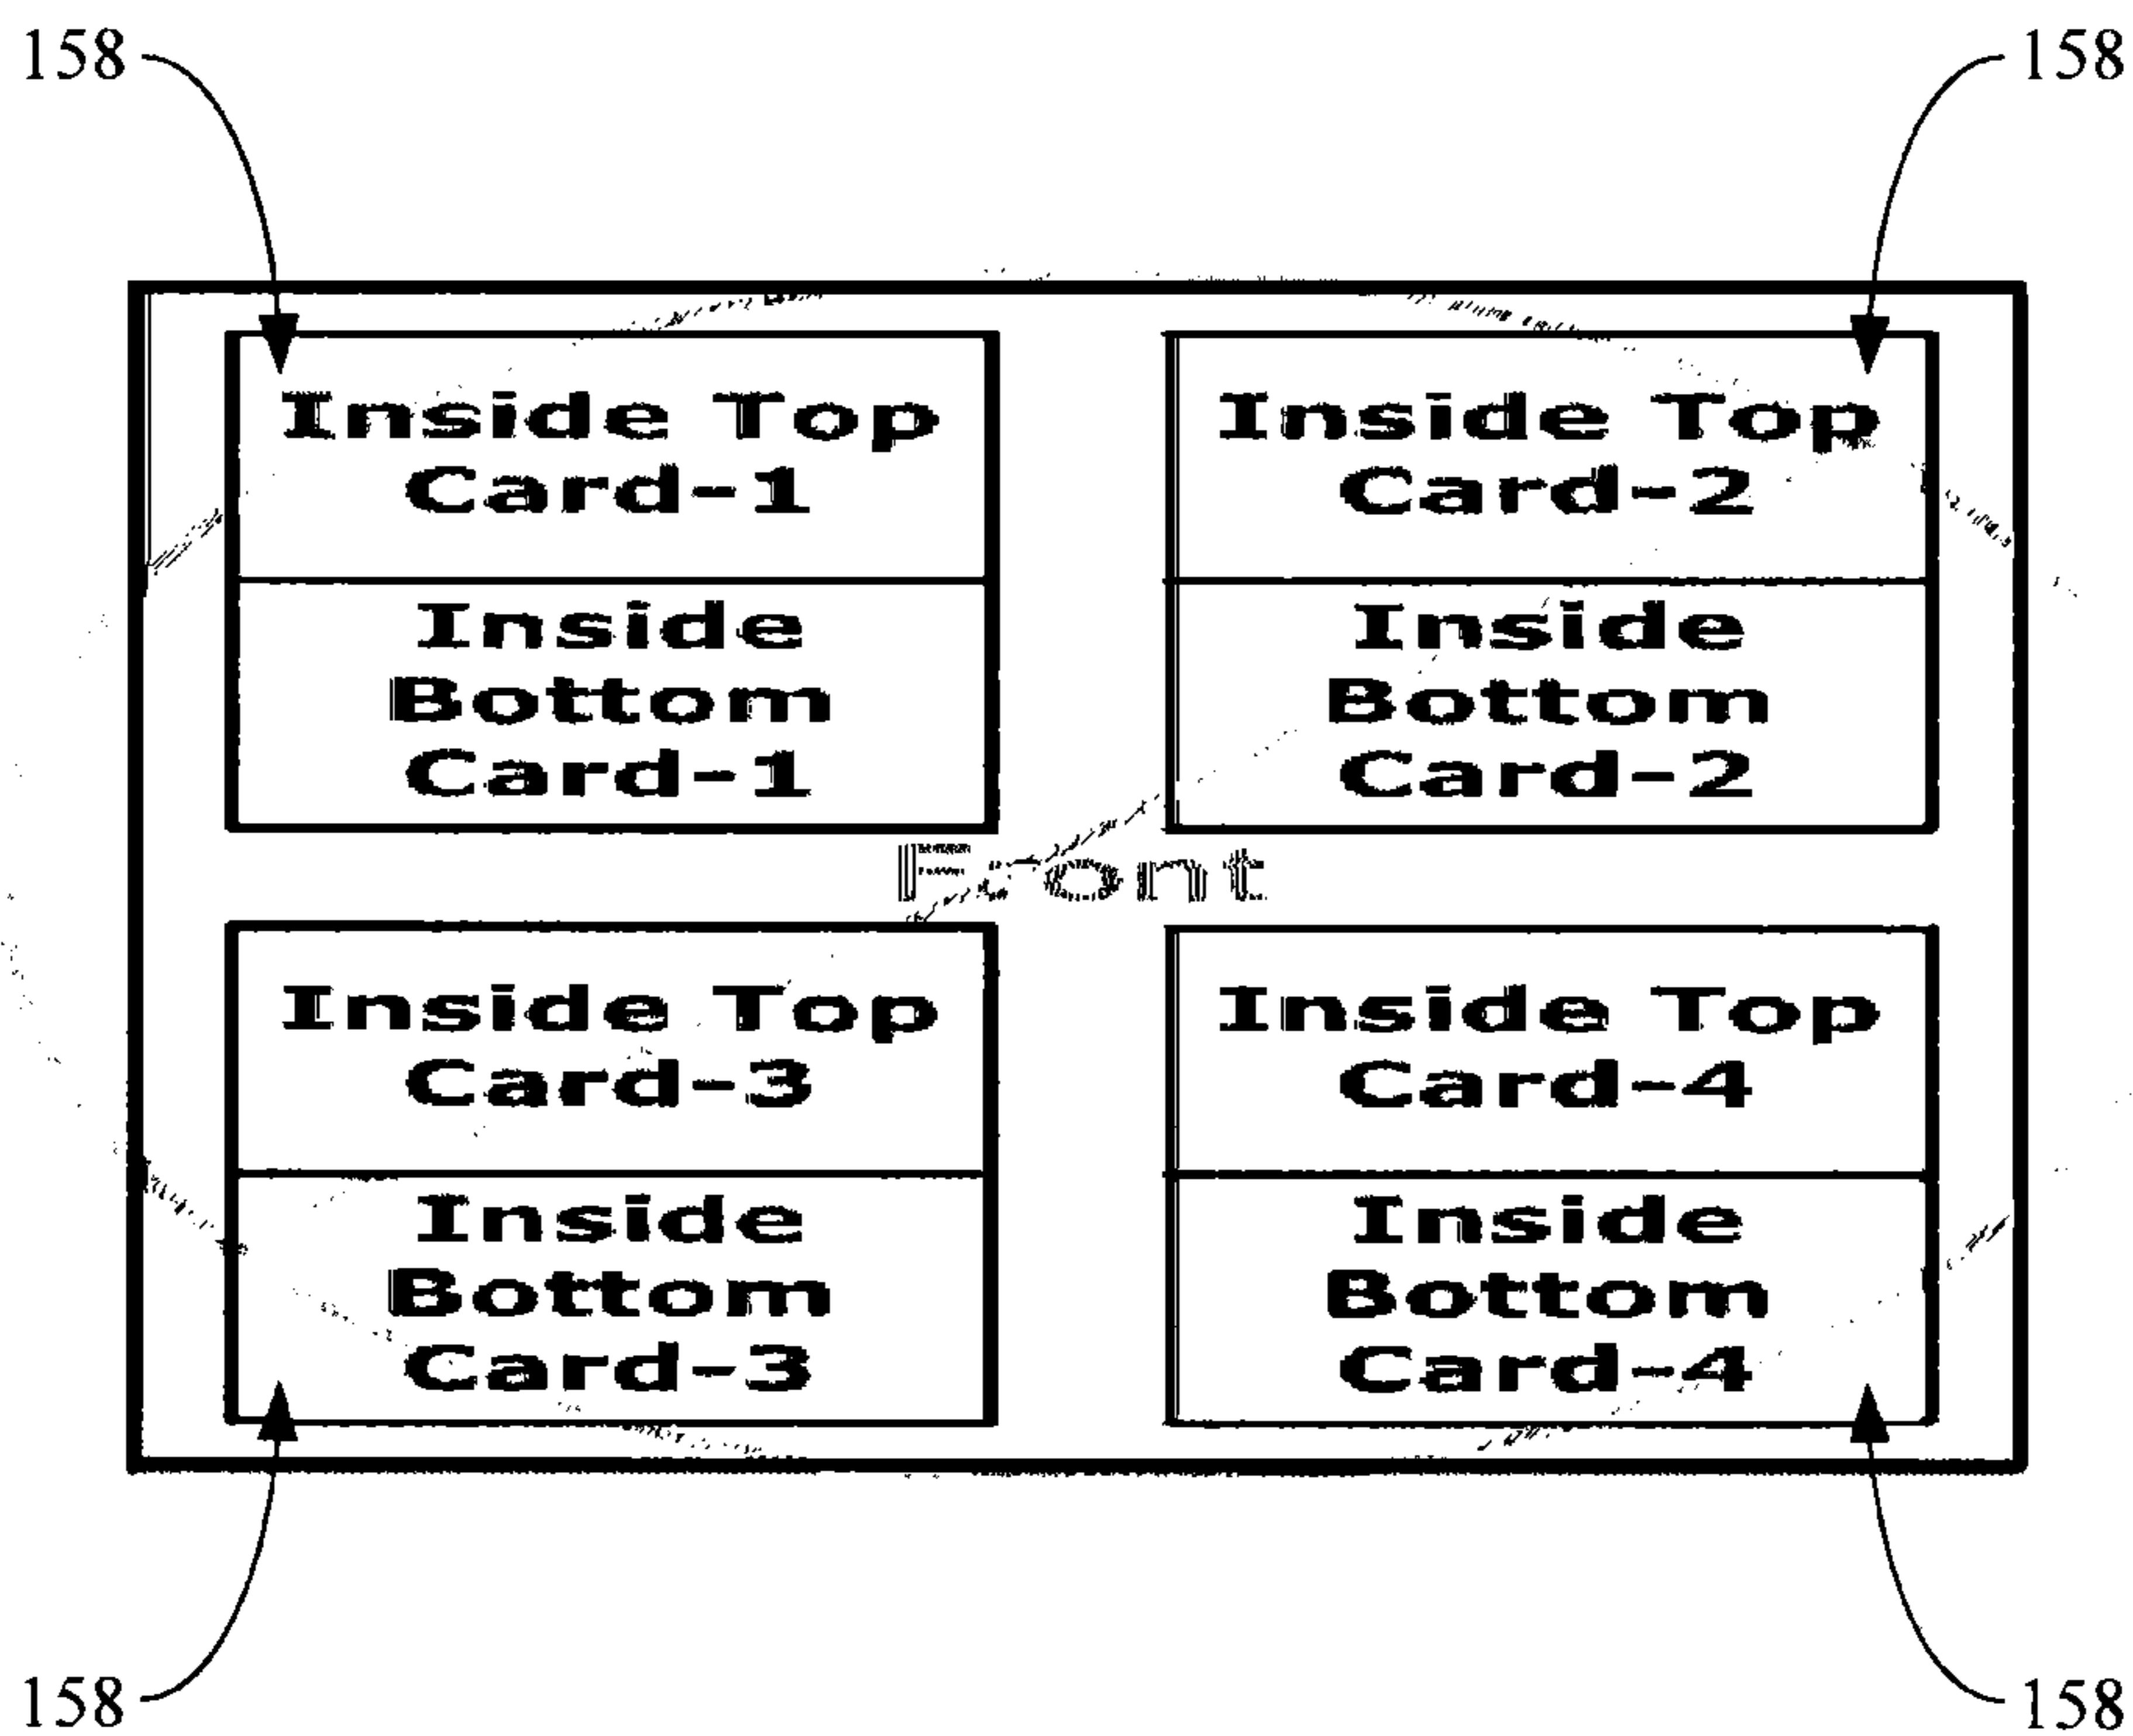 158
158
Inside Top
Card-1
Inside Top
Card-2
Inside
Bottom
Card-1
Inside
Bottom
Card-2
Front
Inside Top
Card-3
Inside Top
Card-4
Inside
Bottom
Card-3
Inside
Bottom
Card-4
158
158